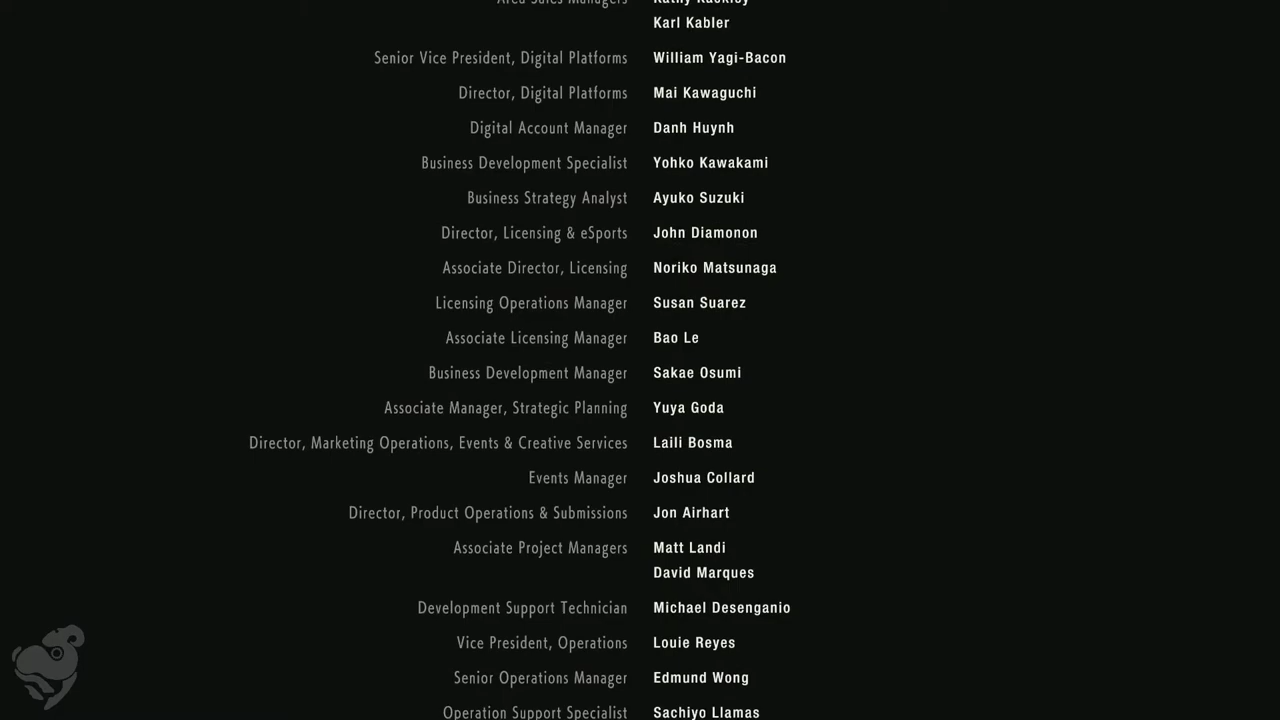 Area Sales Managers Kathy Kackley
Karl Kabler
Senior Vice President, Digital Platforms William Yagi-Bacon
Director, Digital Platforms Mai Kawaguchi
Digital Account Manager Danh Huynh
Business Development Specialist Yohko Kawakami
Business Strategy Analyst Ayuko Suzuki
Director, Licensing & eSports John Diamonon
Associate Director, Licensing Noriko Matsunaga
Licensing Operations Manager Susan Suarez
Associate Licensing Manager Bao Le
Business Development Manager Sakae Osumi
Associate Manager, Strategic Planning Yuya Goda
Director, Marketing Operations, Events & Creative Services Laili Bosma
Events Manager Joshua Collard
Director, Product Operations & Submissions Jon Airhart
Associate Project Managers Matt Landi
David Marques
Development Support Technician Michael Desenganio
Vice President, Operations Louie Reyes
Senior Operations Manager Edmund Wong
Operation Support Specialist Sachiyo Llamas